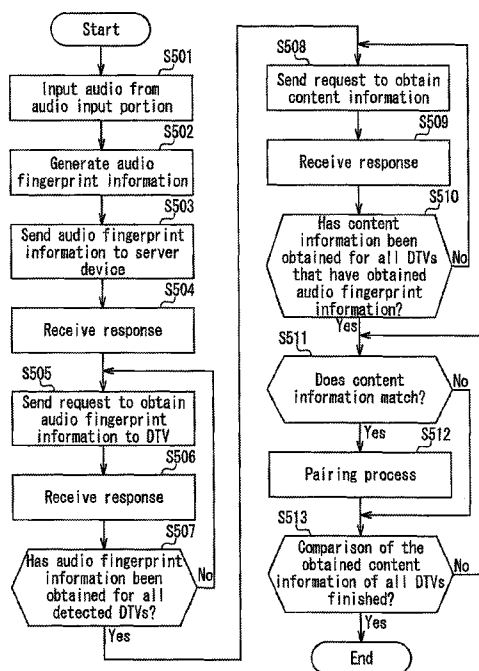 Start
S501
Input audio from
audio input portion
S502
Generate audio
fingerprint information
S503
Send audio fingerprint
information to server
device
S504
Receive response
S505
Send request to obtain
audio fingerprint
information to DTV
S506
Receive response
S507
Has audio fingerprint
information been
obtained for all
detected DTVs?
No
Yes
S508
Send request to obtain
content information
S509
Receive response
S510
Has content
information been
obtained for all DTVs
that have obtained
audio fingerprint
information?
No
Yes
S511
Does content
information match?
No
Yes
S512
Pairing process
S513
Comparison of the
obtained content
information of all DTVs
finished?
No
Yes
End